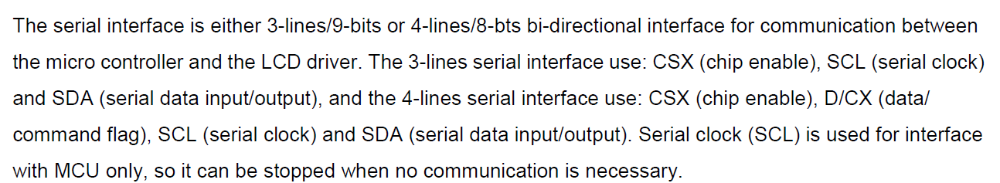 The serial interface is either 3-lines/9-bits or 4-lines/8-bts bi-directional interface for communication between
the micro controller and the LCD driver. The 3-lines serial interface use: CSX (chip enable), SCL (serial clock)
and SDA (serial data input/output), and the 4-lines serial interface use: CSX (chip enable), D/CX (data/
command flag), SCL (serial clock) and SDA (serial data input/output). Serial clock (SCL) is used for interface
with MCU only, so it can be stopped when no communication is necessary.